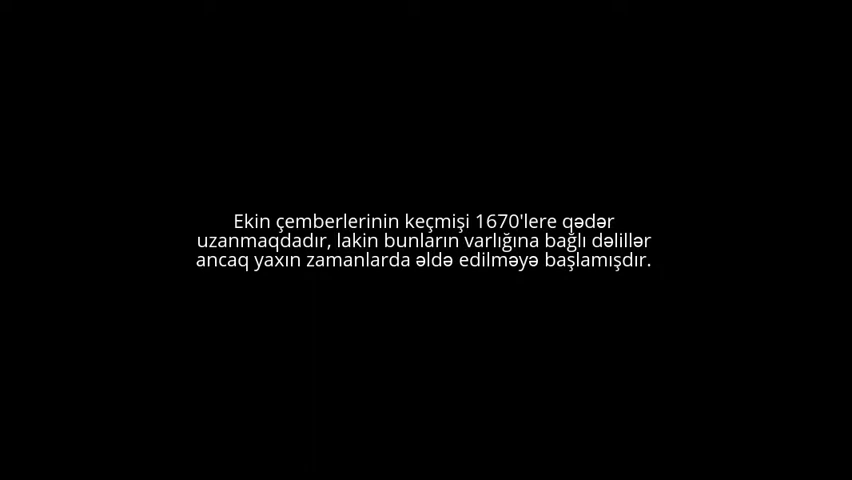 Ekin çemberlerinin keçmişi 1670'lere qədər
uzanmaqdadır, lakin bunların varlığına bağlı dəlillər
ancaq yaxın zamanlarda əldə edilməyə başlamışdır.